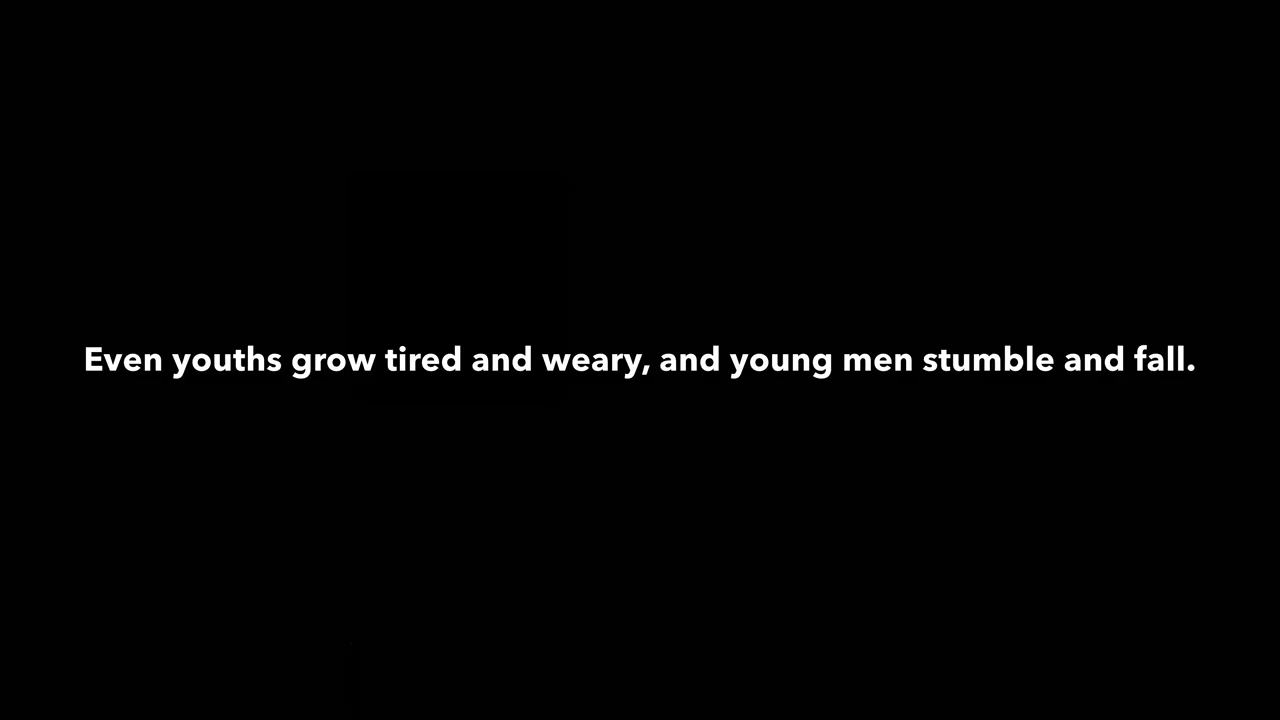 Even youths grow tired and weary, and young men stumble and fall.